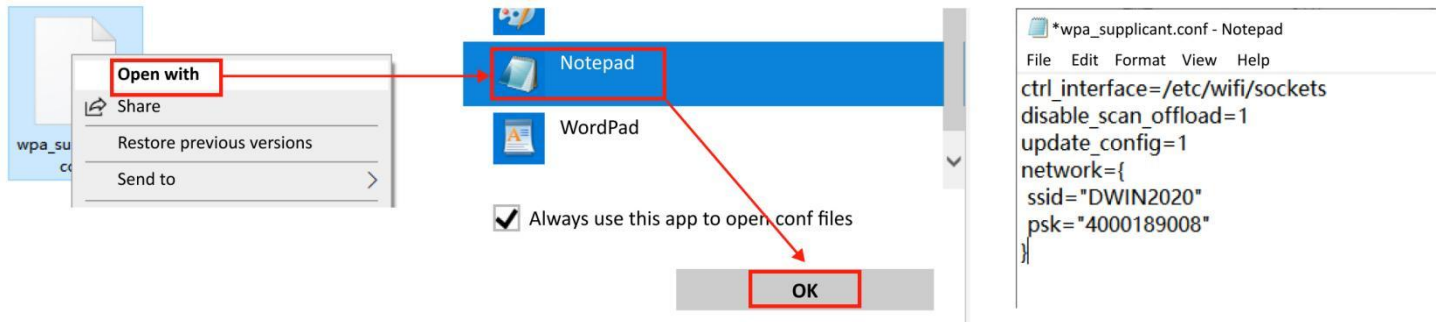 Open with
Share
Restore previous versions
Send to
wpa_su
co
Notepad
WordPad
Always use this app to open conf files
OK
*wpa_supplicant.conf - Notepad
File Edit Format View Help
ctrl_interface=/etc/wifi/sockets
disable_scan_offload=1
update_config=1
network={
ssid="DWIN2020"
psk="4000189008"
}